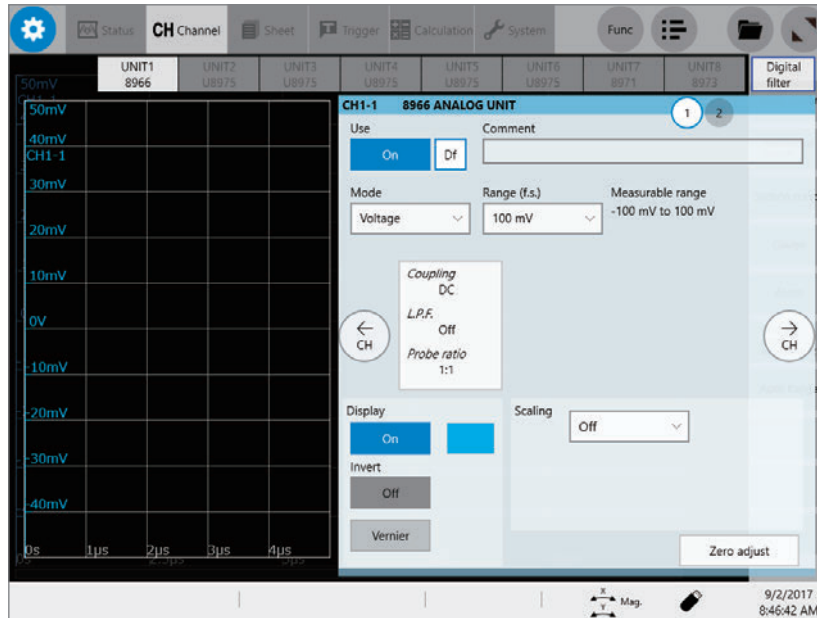 Status CH Channel Sheet Trigger Calculation System Func
UNIT1 UNIT2 UNIT3 UNIT4 UNIT5 UNIT6 UNIT7 UNIT8 Digital
8966 U8975 U8975 U8975 U8975 U8975 8971 8973 filter
50mV
50mV
CH1-1 8966 ANALOG UNIT 1 2
Use Comment
On Df
40mV
CH1-1
Mode Range (f.s.) Measurable range
Voltage 100 mV -100 mV to 100 mV
30mV
20mV
10mV
0V
-10mV
-20mV
-30mV
-40mV
0s 1µs 2µs 3µs 4µs
Coupling
DC
L.P.F.
Off
Probe ratio
1:1
← CH
→ CH
Display
On
Scaling
Off
Invert
Off
Vernier
Zero adjust
X
Y Mag.
9/2/2017
8:46:42 AM